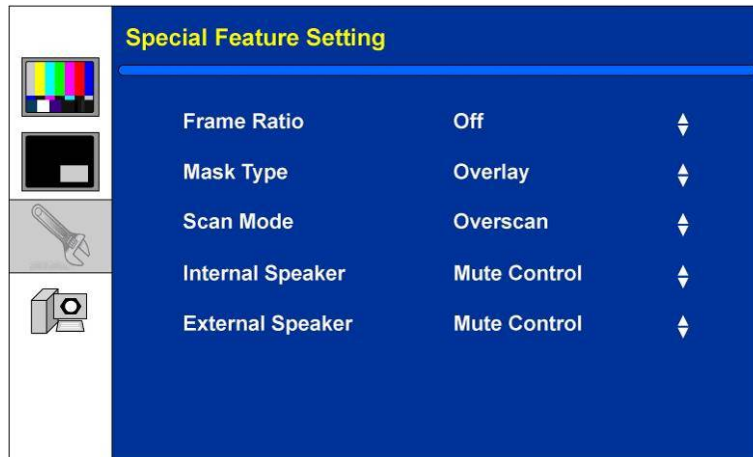 Special Feature Setting
Frame Ratio Off
Mask Type Overlay
Scan Mode Overscan
Internal Speaker Mute Control
External Speaker Mute Control